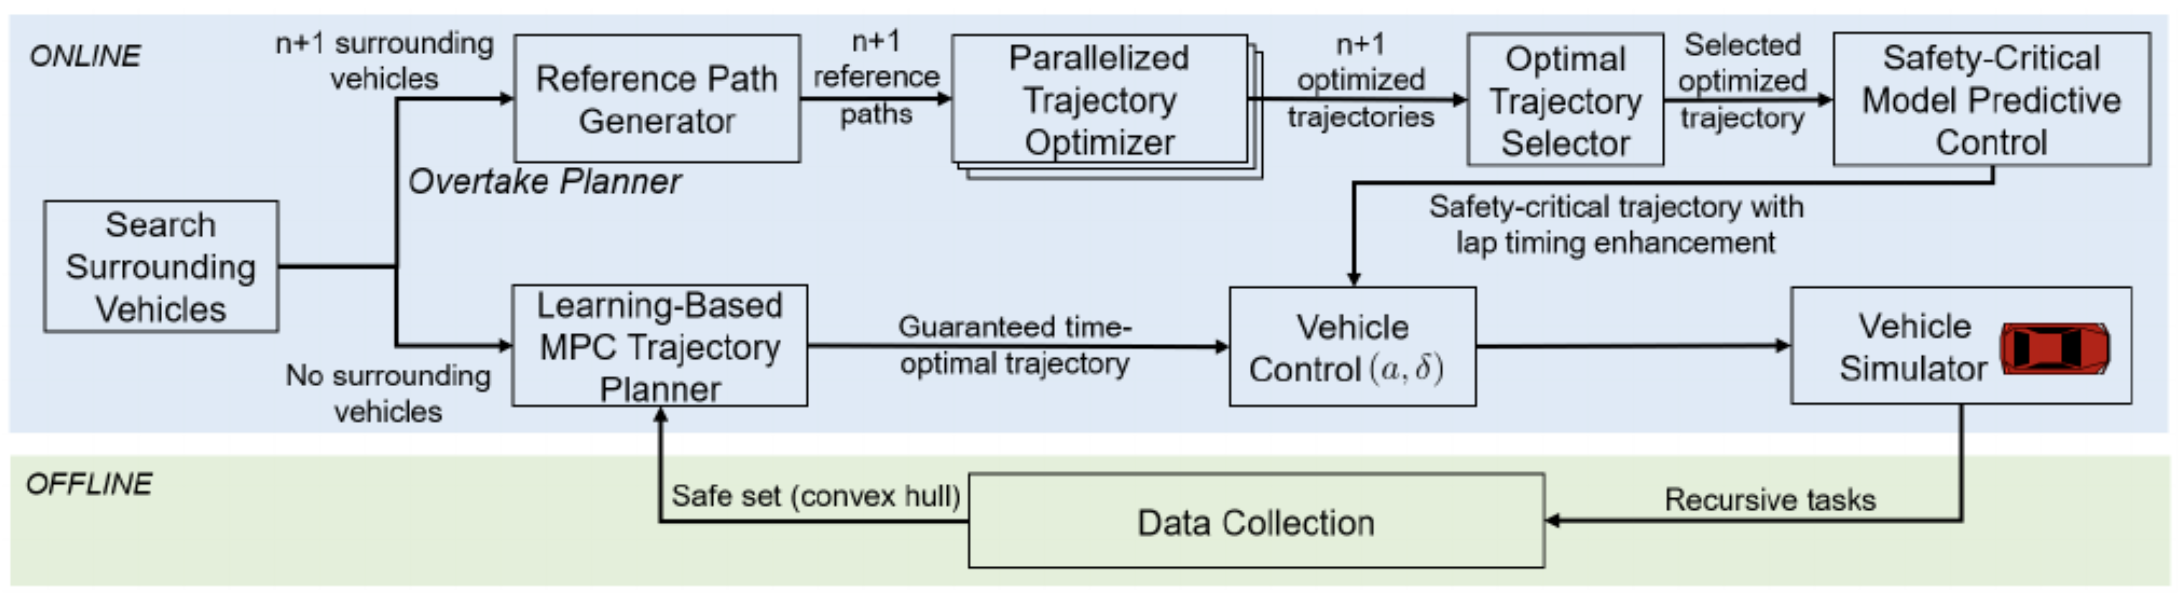 ONLINE
n+1 surrounding
vehicles
Reference Path
Generator
n+1
reference
paths
Parallelized
Trajectory
Optimizer
n+1
optimized
trajectories
Optimal
Trajectory
Selector
Selected
optimized
trajectory
Safety-Critical
Model Predictive
Control
Overtake Planner
Safety-critical trajectory with
lap timing enhancement
Search
Surrounding
Vehicles
No surrounding
vehicles
Learning-Based
MPC Trajectory
Planner
Guaranteed time-
optimal trajectory
Vehicle
Control (a, δ)
Vehicle
Simulator
OFFLINE
Safe set (convex hull)
Data Collection
Recursive tasks